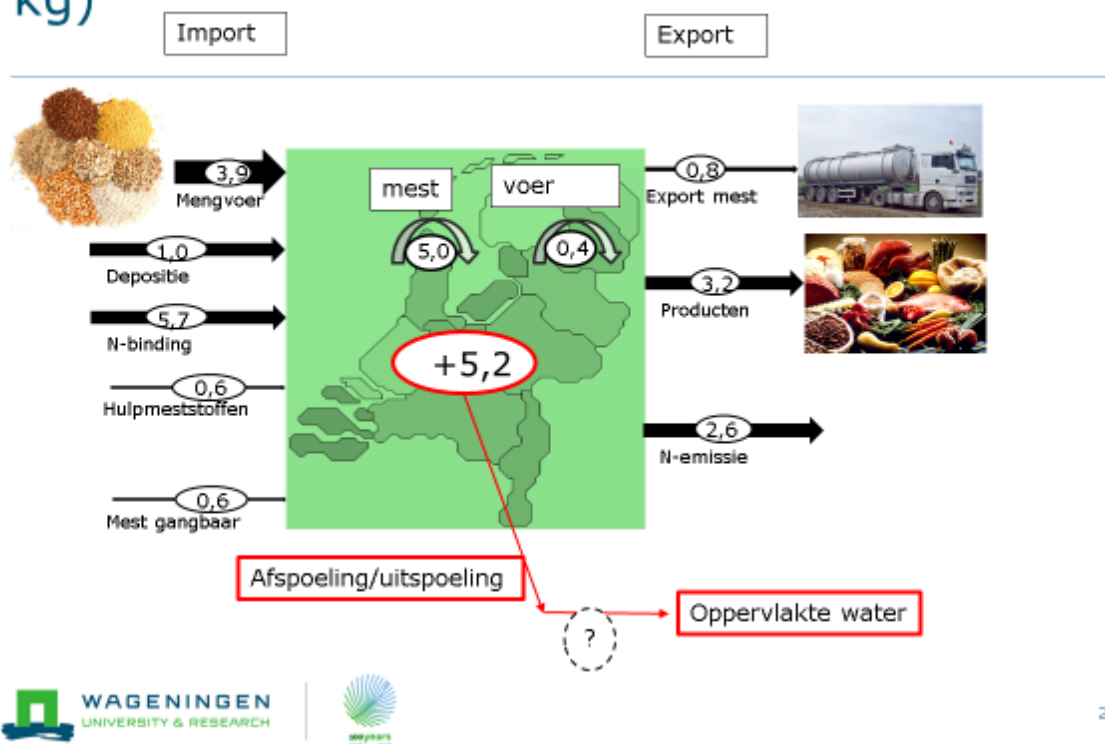 kg)
Import
Export
3,9
Mengvoer
mest
voer
0,8
Export mest
1,0
Depositie
5,0
0,4
3,2
Producten
5,7
N-binding
+5,2
0,6
Hulpmeststoffen
2,6
N-emissie
0,6
Mest gangbaar
Afspoeling/uitspoeling
Oppervlakte water
?
WAGENINGEN
UNIVERSITY & RESEARCH
100years